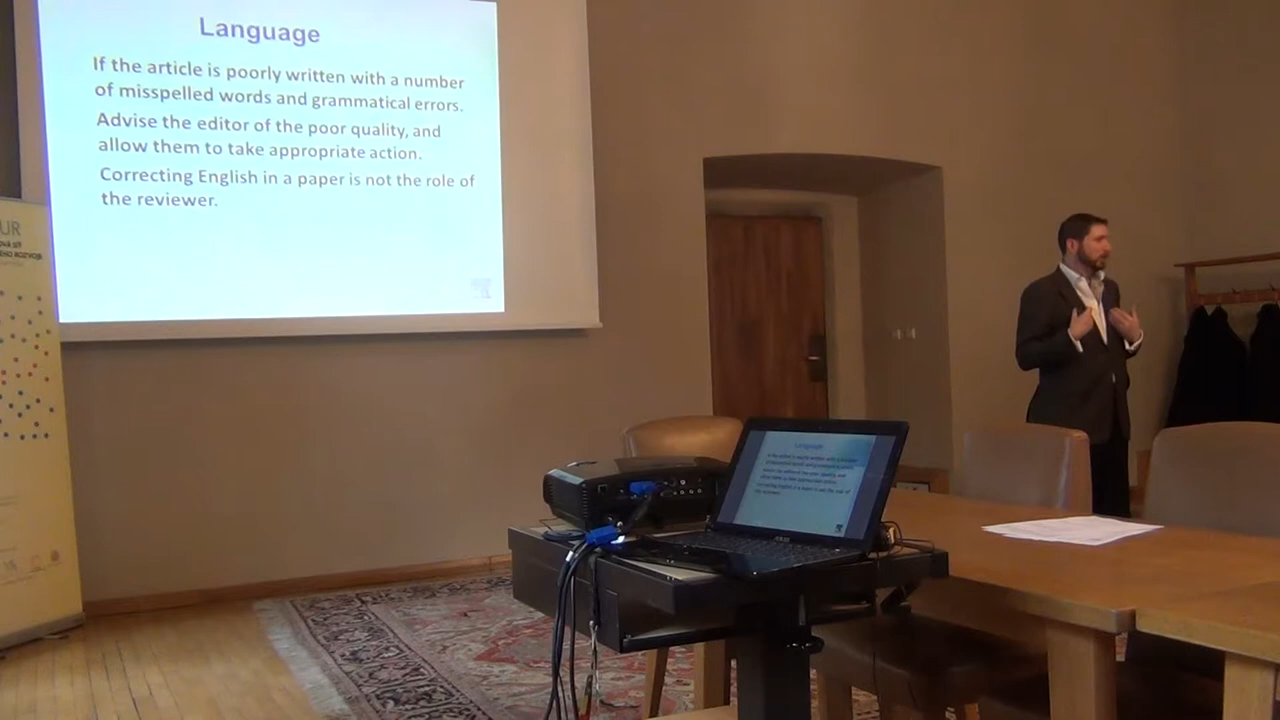 Language
If the article is poorly written with a number
of misspelled words and grammatical errors.
Advise the editor of the poor quality, and
allow them to take appropriate action.
Correcting English in a paper is not the role of
the reviewer.
UR
Language
ASUS